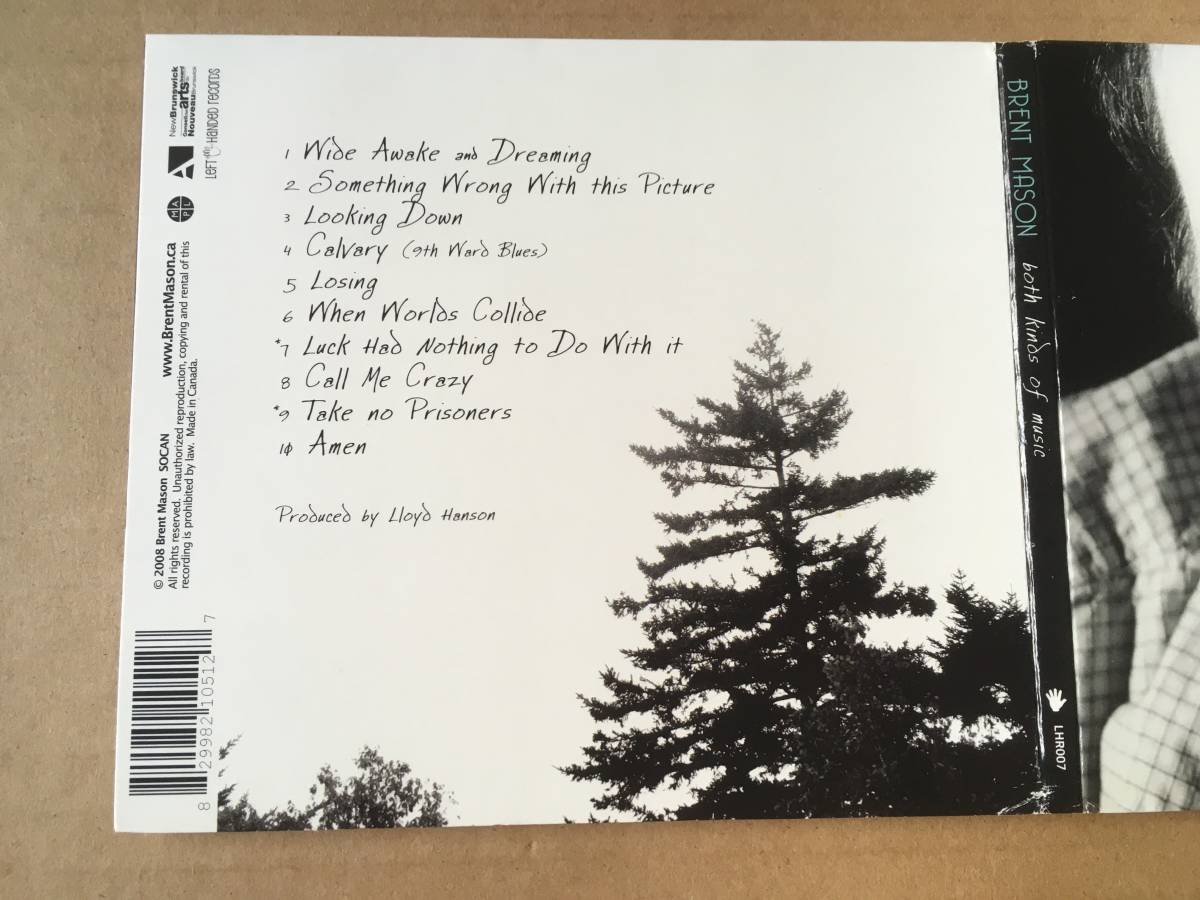 1 Wide Awake and Dreaming
2 Something Wrong With this Picture
3 Looking Down
4 Calvary (9th Ward Blues)
5 Losing
6 When Worlds Collide
*7 Luck Had Nothing to Do With it
8 Call Me Crazy
*9 Take no Prisoners
10 Amen
Produced by Lloyd Hanson
BRENT MASON both kinds of music
LHR007
NewBrunswick
arts
Nouveau Brunswick
LEFT HANDED RECORDS
MAPL
© 2008 Brent Mason SOCAN www.BrentMason.ca
All rights reserved. Unauthorized reproduction, copying and rental of this
recording is prohibited by law. Made in Canada.
8 29982 10512 7